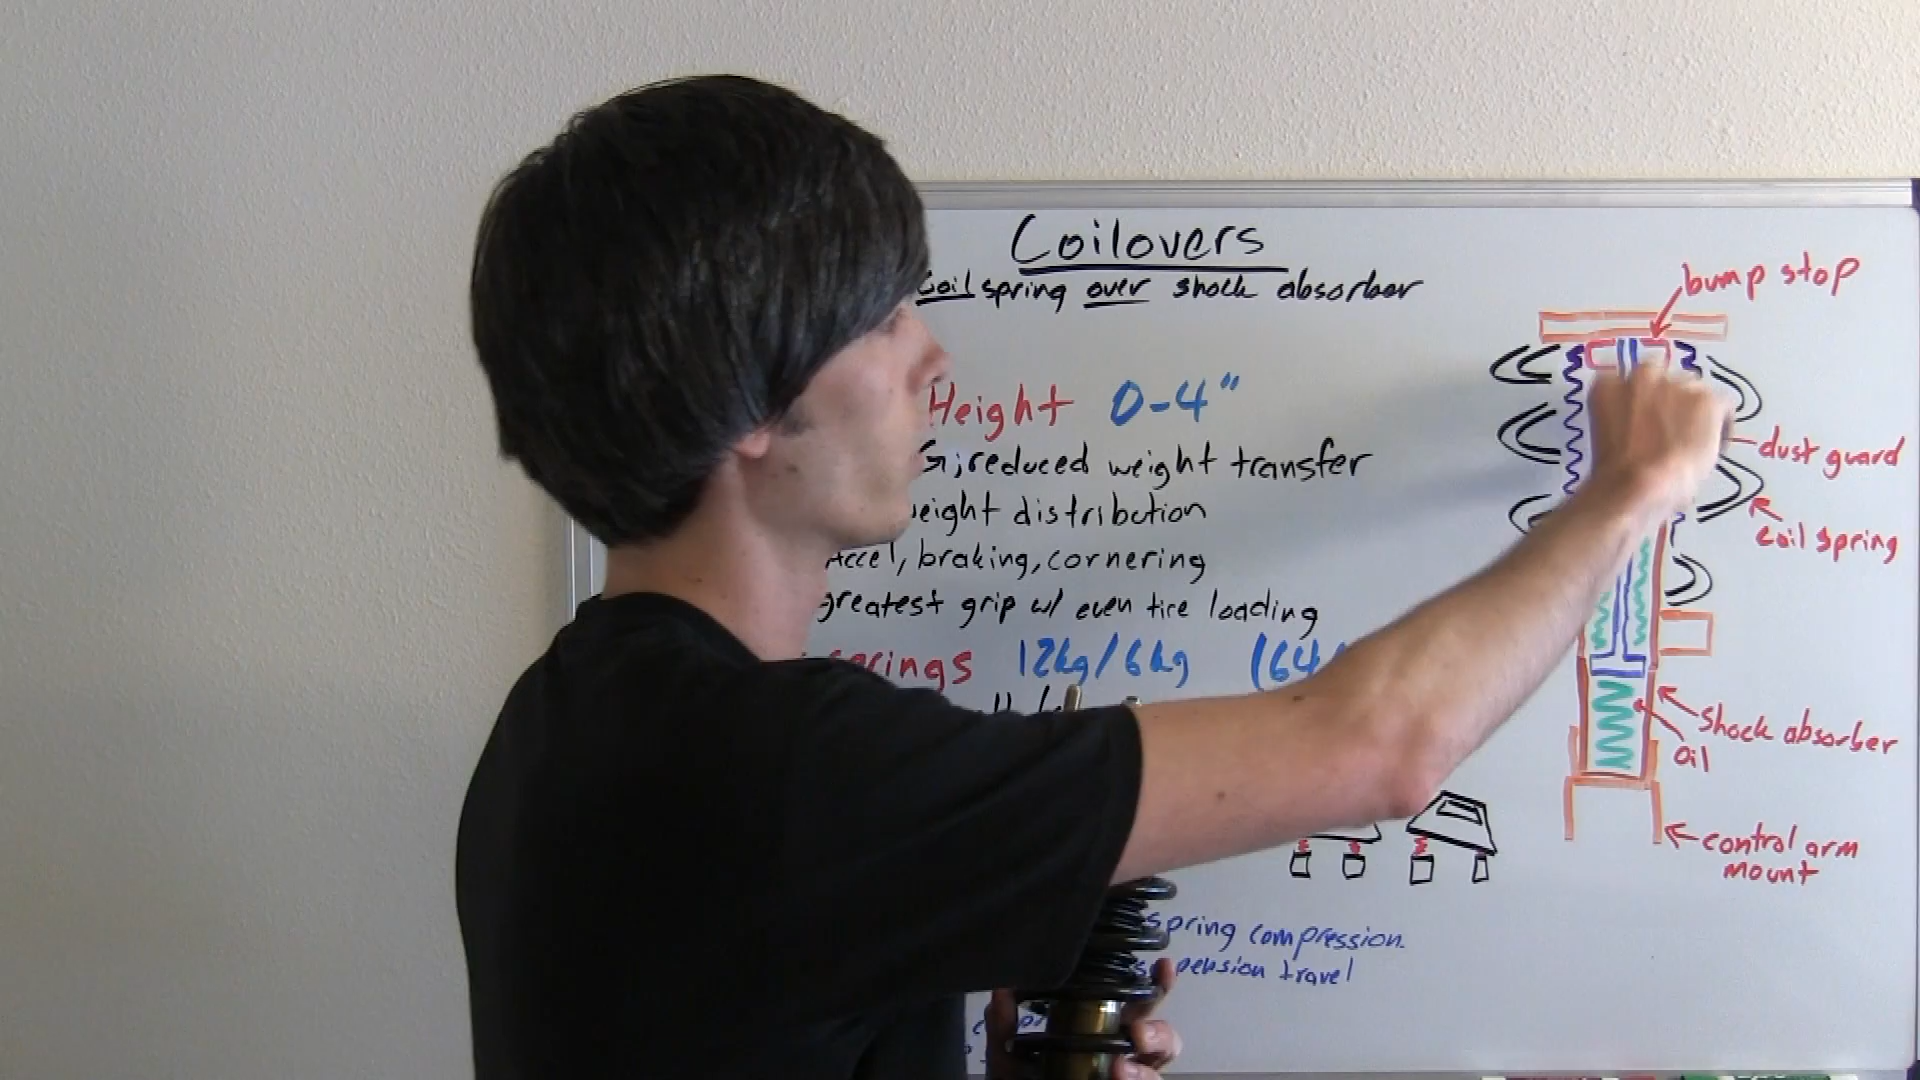 Coilovers
Coil spring over shock absorber
Height 0-4"
G; reduced weight transfer
weight distribution
Accel, braking, cornering
greatest grip w/ even tire loading
springs 12kg/6kg (64
spring compression.
suspension travel
bump stop
dust guard
coil spring
shock absorber
oil
control arm
mount